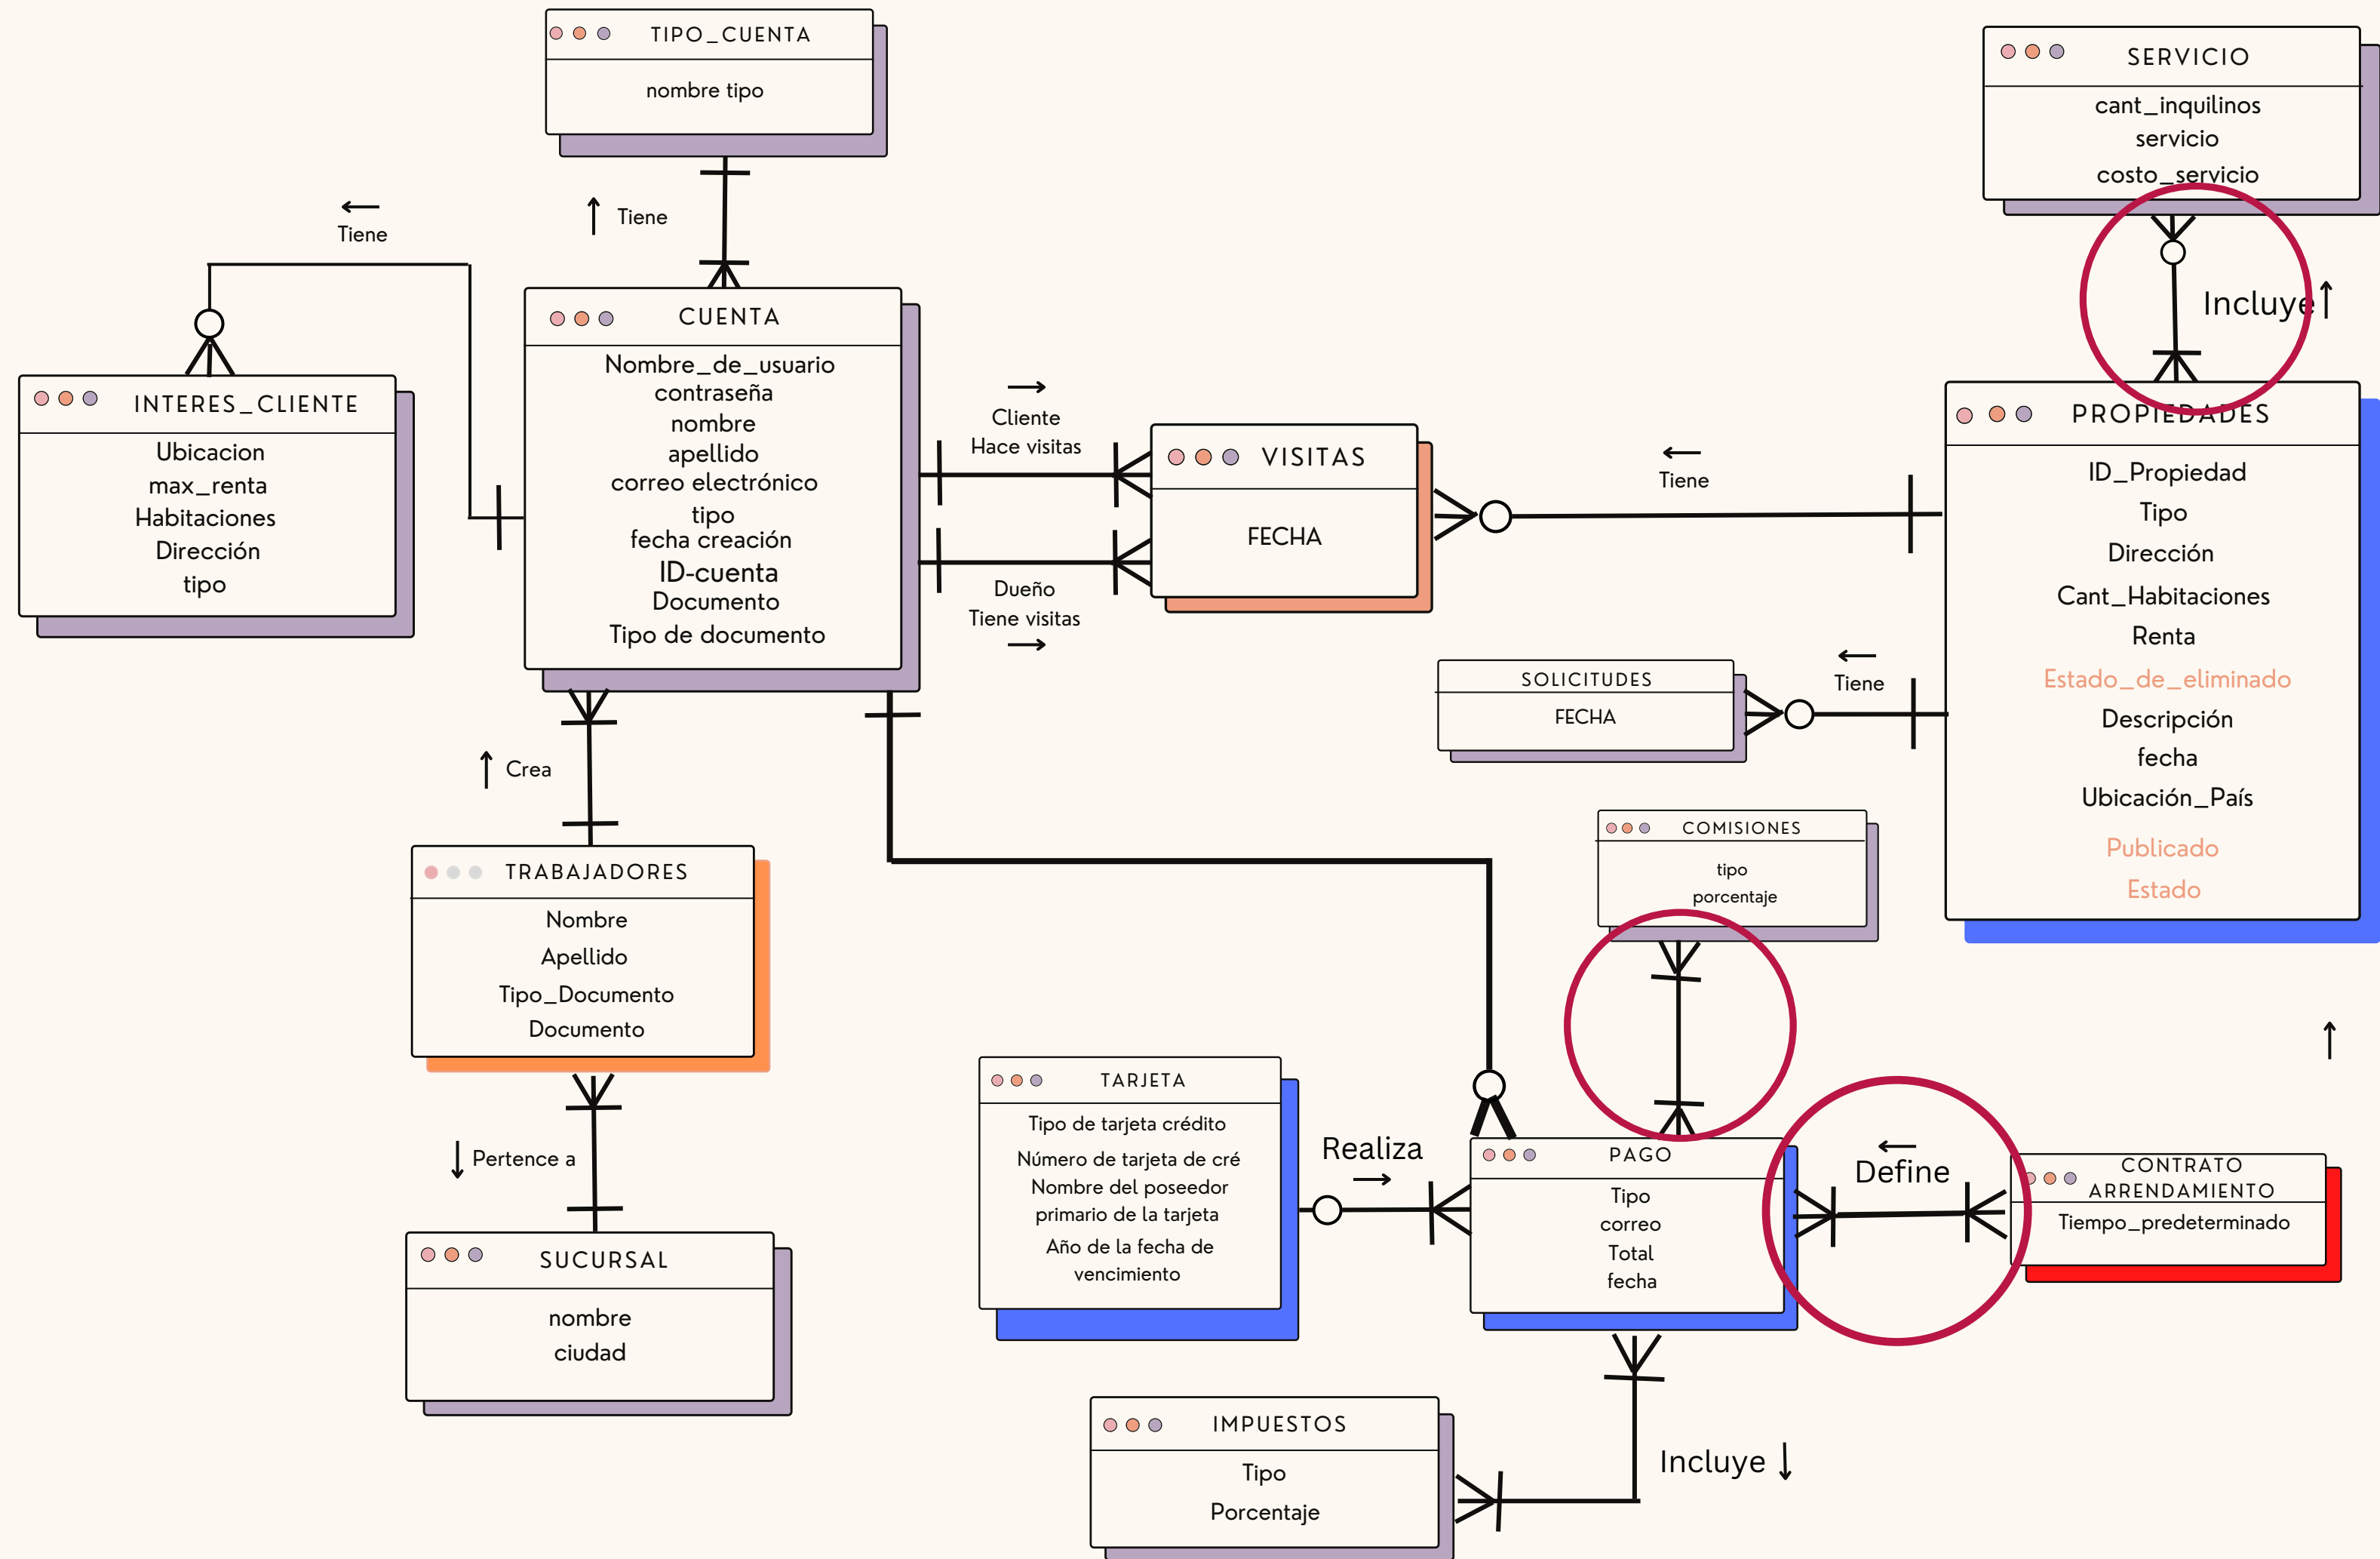 TIPO_CUENTA
nombre tipo
SERVICIO
cant_inquilinos
servicio
costo_servicio
Tiene
Tiene
Incluye
CUENTA
Nombre_de_usuario
contraseña
nombre
apellido
correo electrónico
tipo
fecha creación
ID-cuenta
Documento
Tipo de documento
INTERES_CLIENTE
Ubicacion
max_renta
Habitaciones
Dirección
tipo
Cliente
Hace visitas
Dueño
Tiene visitas
VISITAS
FECHA
Tiene
PROPIEDADES
ID_Propiedad
Tipo
Dirección
Cant_Habitaciones
Renta
Estado_de_eliminado
Descripción
fecha
Ubicación_País
Publicado
Estado
SOLICITUDES
FECHA
Tiene
Crea
COMISIONES
tipo
porcentaje
TRABAJADORES
Nombre
Apellido
Tipo_Documento
Documento
TARJETA
Tipo de tarjeta crédito
Número de tarjeta de cré
Nombre del poseedor
primario de la tarjeta
Año de la fecha de
vencimiento
Realiza
PAGO
Tipo
correo
Total
fecha
Define
CONTRATO
ARRENDAMIENTO
Tiempo_predeterminado
Pertence a
SUCURSAL
nombre
ciudad
IMPUESTOS
Tipo
Porcentaje
Incluye